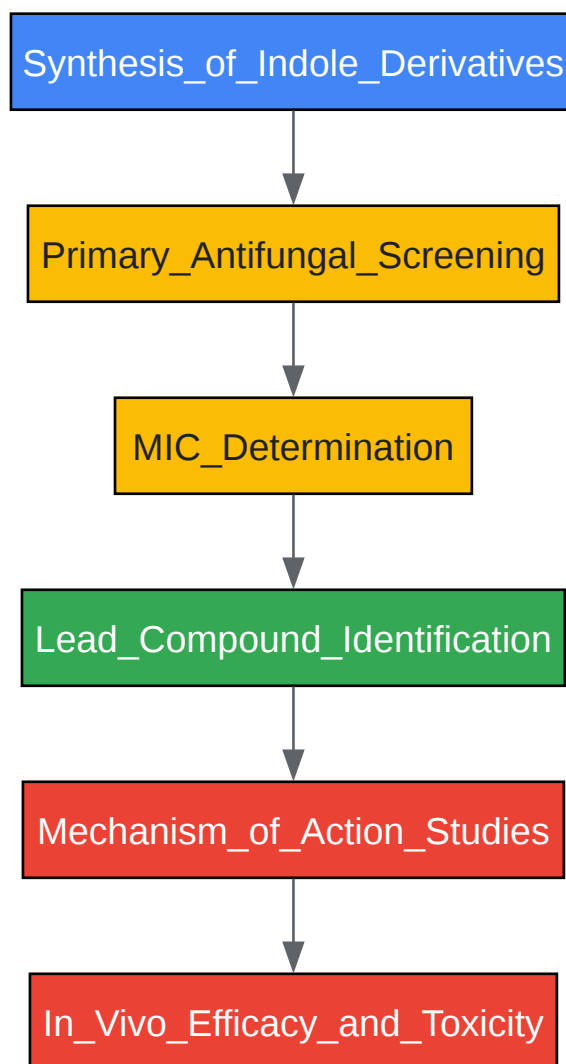 Synthesis_of_Indole_Derivatives
Primary_Antifungal_Screening
MIC_Determination
Lead_Compound_Identification
Mechanism_of_Action_Studies
In_Vivo_Efficacy_and_Toxicity